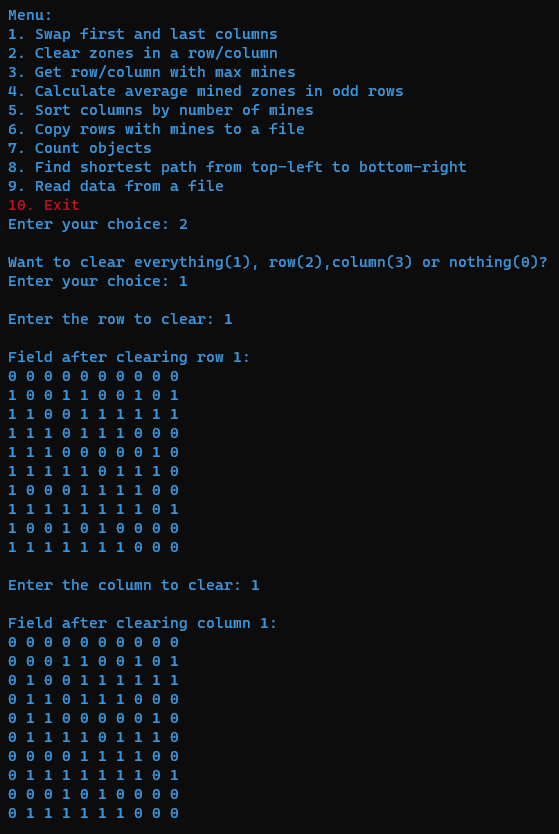 Menu:
1. Swap first and last columns
2. Clear zones in a row/column
3. Get row/column with max mines
4. Calculate average mined zones in odd rows
5. Sort columns by number of mines
6. Copy rows with mines to a file
7. Count objects
8. Find shortest path from top-left to bottom-right
9. Read data from a file
10. Exit
Enter your choice: 2
Want to clear everything(1), row(2),column(3) or nothing(0)?
Enter your choice: 1
Enter the row to clear: 1
Field after clearing row 1:
0 0 0 0 0 0 0 0 0 0
1 0 0 1 1 0 0 1 0 1
1 1 0 0 1 1 1 1 1 1
1 1 1 0 1 1 1 0 0 0
1 1 1 0 0 0 0 0 1 0
1 1 1 1 1 0 1 1 1 0
1 0 0 0 1 1 1 1 0 0
1 1 1 1 1 1 1 1 0 1
1 0 0 1 0 1 0 0 0 0
1 1 1 1 1 1 1 0 0 0
Enter the column to clear: 1
Field after clearing column 1:
0 0 0 0 0 0 0 0 0 0
0 0 0 1 1 0 0 1 0 1
0 1 0 0 1 1 1 1 1 1
0 1 1 0 1 1 1 0 0 0
0 1 1 0 0 0 0 0 1 0
0 1 1 1 1 0 1 1 1 0
0 0 0 0 1 1 1 1 0 0
0 1 1 1 1 1 1 1 0 1
0 0 0 1 0 1 0 0 0 0
0 1 1 1 1 1 1 0 0 0